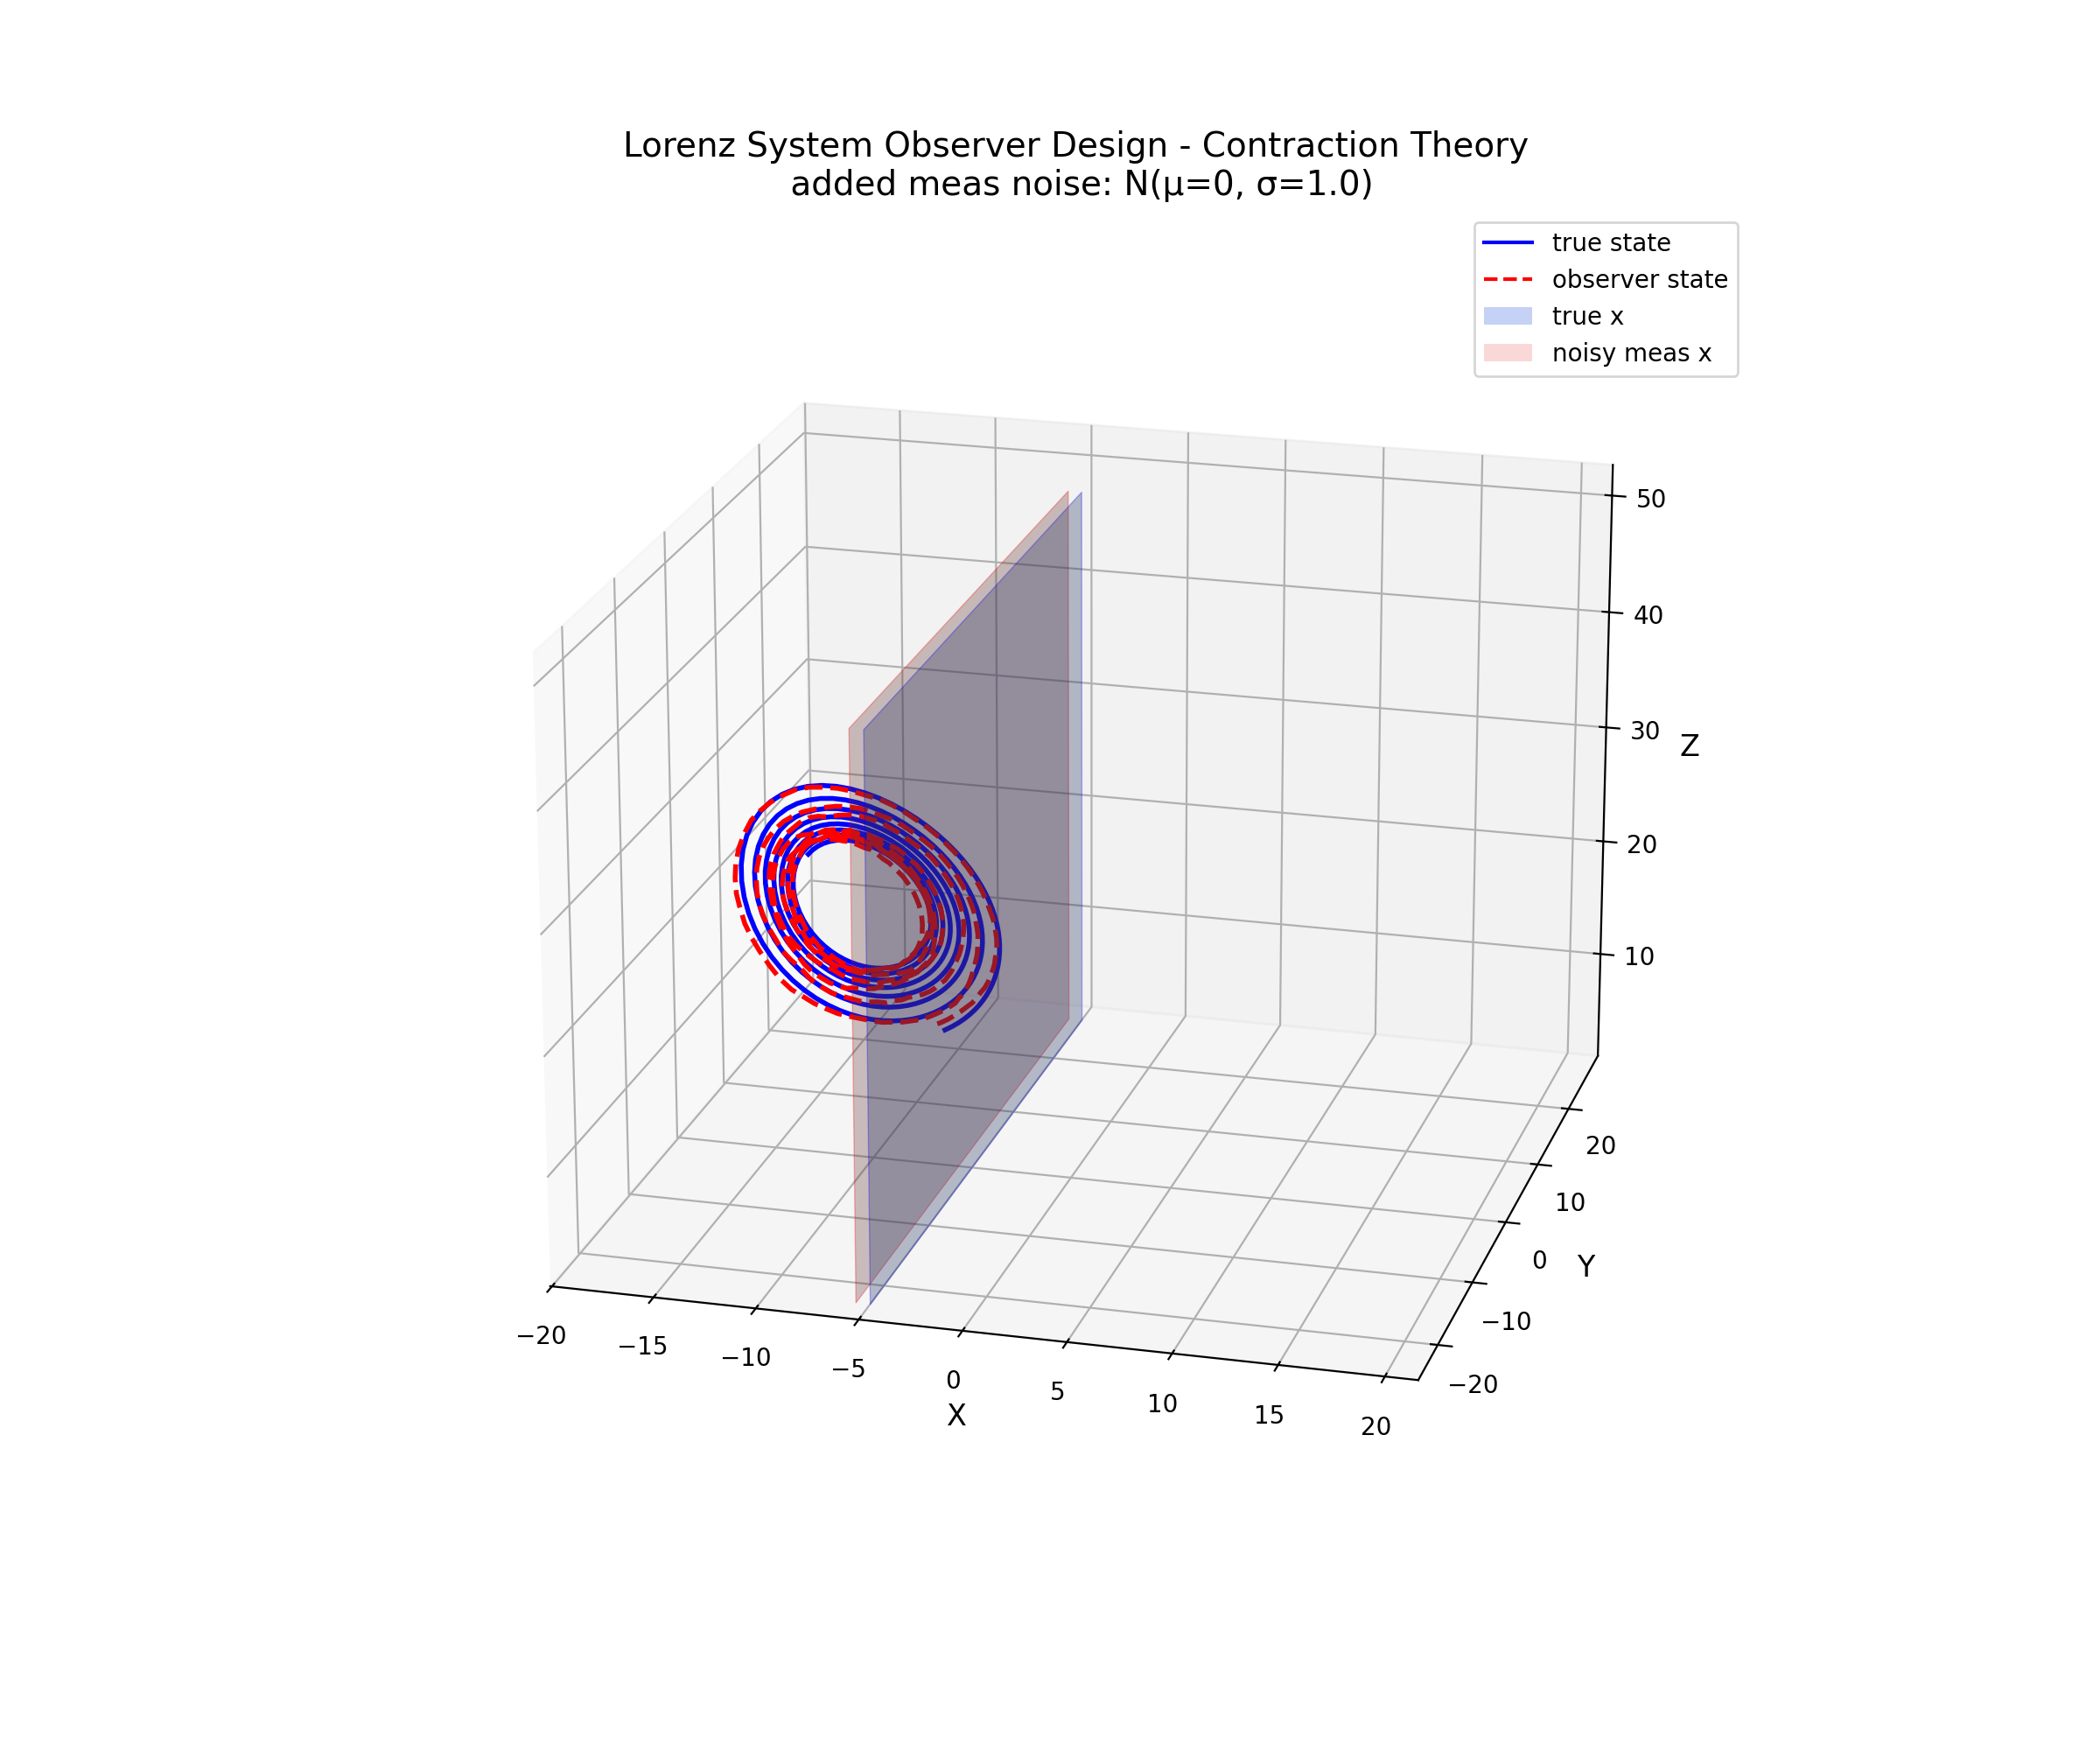 Lorenz System Observer Design - Contraction Theory
added meas noise: N(μ=0, σ=1.0)
true state
observer state
true x
noisy meas x
50
40
30
20
10
Z
20
10
0
−10
−20
Y
−20
−15
−10
−5
0
5
10
15
20
X